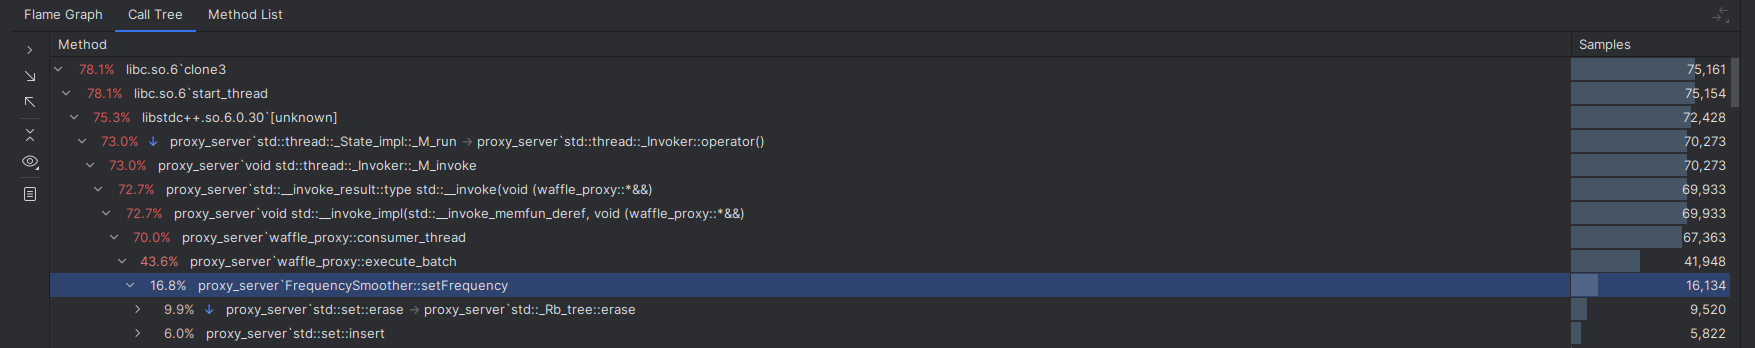 Flame Graph Call Tree Method List
Method Samples
78.1% libc.so.6`clone3 75,161
78.1% libc.so.6`start_thread 75,154
75.3% libstdc++.so.6.0.30`[unknown] 72,428
73.0% ↓ proxy_server`std::thread::_State_impl::_M_run → proxy_server`std::thread::_Invoker::operator() 70,273
73.0% proxy_server`void std::thread::_Invoker::_M_invoke 70,273
72.7% proxy_server`std::__invoke_result::type std::__invoke(void (waffle_proxy::*&&) 69,933
72.7% proxy_server`void std::__invoke_impl(std::__invoke_memfun_deref, void (waffle_proxy::*&&) 69,933
70.0% proxy_server`waffle_proxy::consumer_thread 67,363
43.6% proxy_server`waffle_proxy::execute_batch 41,948
16.8% proxy_server`FrequencySmoother::setFrequency 16,134
9.9% ↓ proxy_server`std::set::erase → proxy_server`std::_Rb_tree::erase 9,520
6.0% proxy_server`std::set::insert 5,822